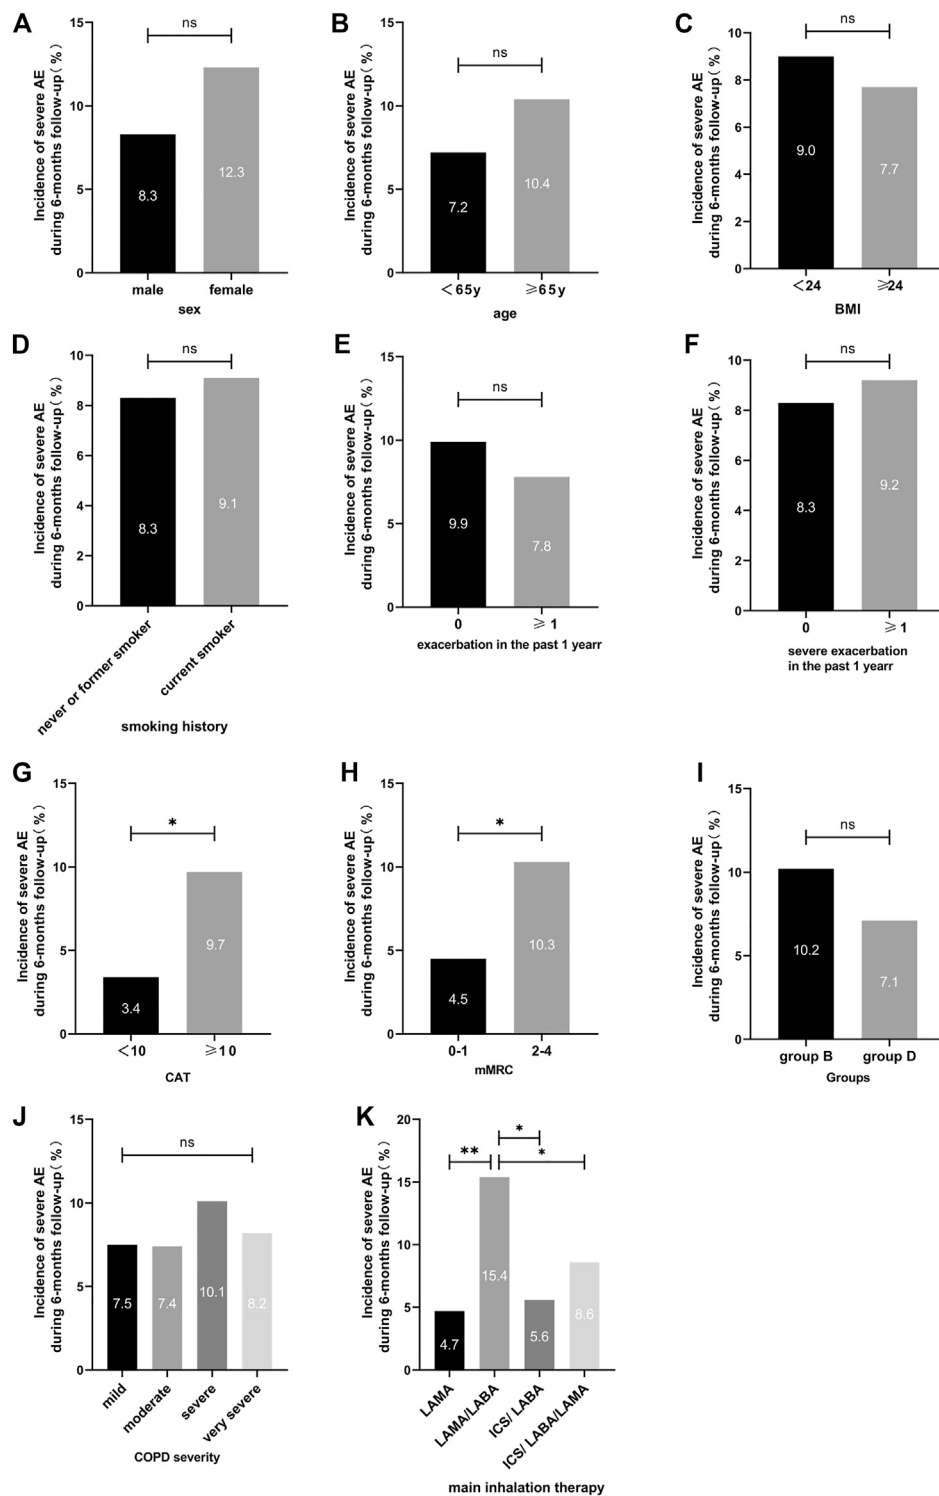 A
Incidence of severe AE
during 6-months follow-up(%)
15
10
5
0
ns
8.3
12.3
male
female
sex
B
Incidence of severe AE
during 6-months follow-up(%)
15
10
5
0
ns
7.2
10.4
<65y
≥65y
age
C
Incidence of severe AE
during 6-months follow-up(%)
10
8
6
4
2
0
ns
9.0
7.7
<24
≥24
BMI
D
Incidence of severe AE
during 6-months follow-up(%)
10
8
6
4
2
0
ns
8.3
9.1
never or former smoker
current smoker
smoking history
E
Incidence of severe AE
during 6-months follow-up(%)
15
10
5
0
ns
9.9
7.8
0
≥1
exacerbation in the past 1 yearr
F
Incidence of severe AE
during 6-months follow-up(%)
10
8
6
4
2
0
ns
8.3
9.2
0
≥1
severe exacerbation
in the past 1 yearr
G
Incidence of severe AE
during 6-months follow-up(%)
15
10
5
0
*
3.4
9.7
<10
≥10
CAT
H
Incidence of severe AE
during 6-months follow-up(%)
15
10
5
0
*
4.5
10.3
0-1
2-4
mMRC
I
Incidence of severe AE
during 6-months follow-up(%)
15
10
5
0
ns
10.2
7.1
group B
group D
Groups
J
Incidence of severe AE
during 6-months follow-up(%)
15
10
5
0
ns
7.5
7.4
10.1
8.2
mild
moderate
severe
very severe
COPD severity
K
Incidence of severe AE
during 6-months follow-up(%)
20
15
10
5
0
**
*
*
4.7
15.4
5.6
8.6
LAMA
LAMA/LABA
ICS/ LABA
ICS/ LABA/LAMA
main inhalation therapy